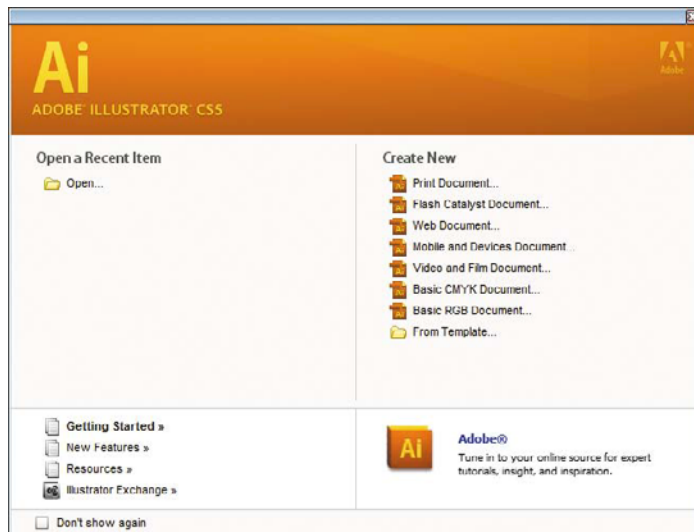 Ai
ADOBE® ILLUSTRATOR® CS5
Adobe
Open a Recent Item
Open...
Create New
Print Document...
Flash Catalyst Document...
Web Document...
Mobile and Devices Document...
Video and Film Document...
Basic CMYK Document...
Basic RGB Document...
From Template...
Getting Started »
New Features »
Resources »
Illustrator Exchange »
Ai
Adobe®
Tune in to your online source for expert
tutorials, insight, and inspiration.
Don't show again